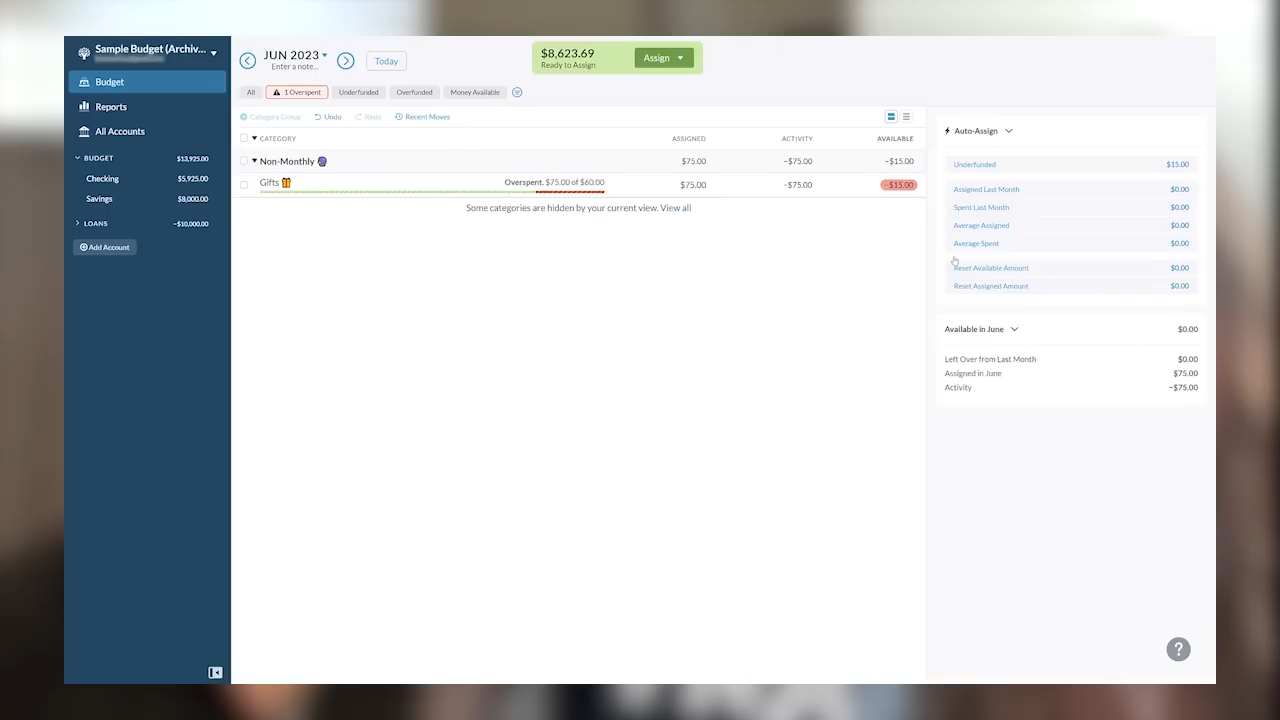 Sample Budget (Archiv...
JUN 2023
Enter a note...
Today
$8,623.69
Ready to Assign
Assign
Budget
Reports
All Accounts
BUDGET $13,925.00
Checking $5,925.00
Savings $8,000.00
LOANS −$10,000.00
Add Account
All
1 Overspent
Underfunded
Overfunded
Money Available
Category Group
Undo
Redo
Recent Moves
CATEGORY ASSIGNED ACTIVITY AVAILABLE
Non-Monthly $75.00 −$75.00 −$15.00
Gifts Overspent. $75.00 of $60.00 $75.00 −$75.00 −$15.00
Some categories are hidden by your current view. View all
Auto-Assign
Underfunded $15.00
Assigned Last Month $0.00
Spent Last Month $0.00
Average Assigned $0.00
Average Spent $0.00
Reset Available Amount $0.00
Reset Assigned Amount $0.00
Available in June $0.00
Left Over from Last Month $0.00
Assigned in June $75.00
Activity −$75.00
?